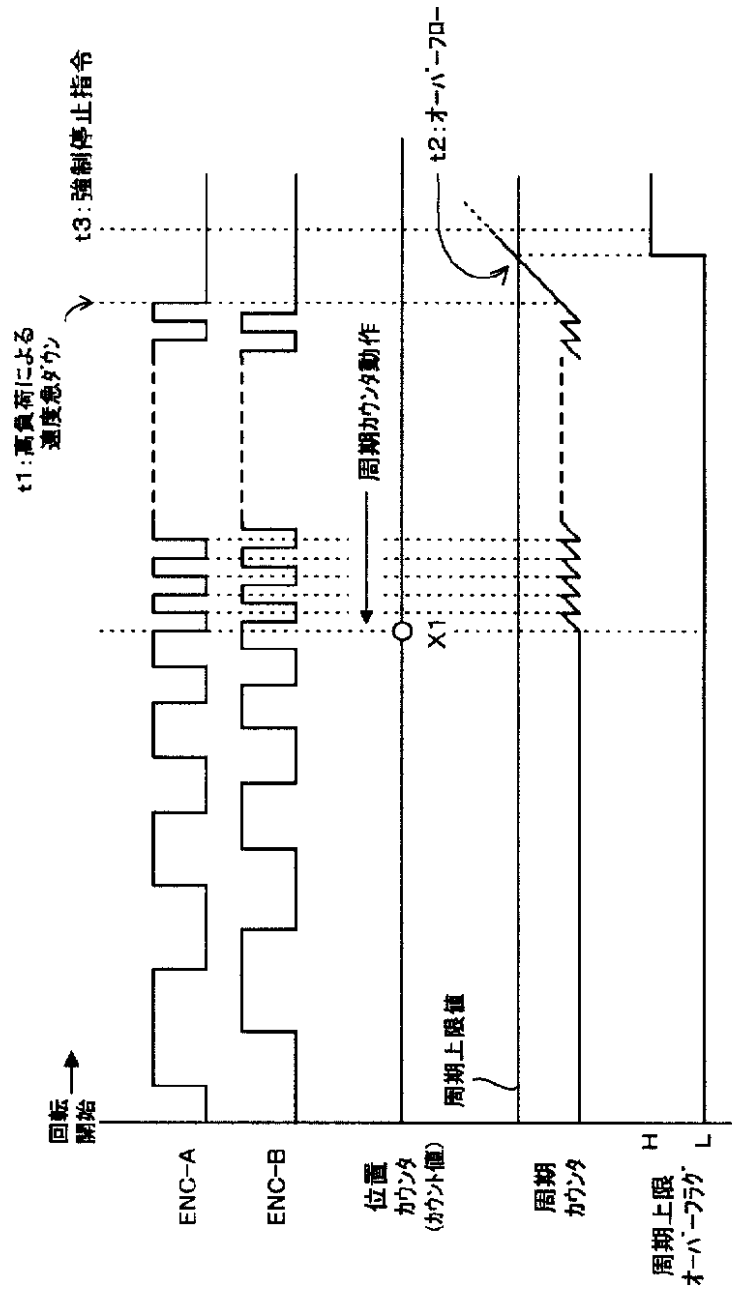 回転
開始
t1:高負荷による
速度急ダウン
t3:強制停止指令
ENC-A
ENC-B
位置
カウンタ
(カウント値)
X1
周期カウンタ動作
周期上限値
t2:オーバーフロー
周期
カウンタ
H
L
周期上限
オーバーフラグ